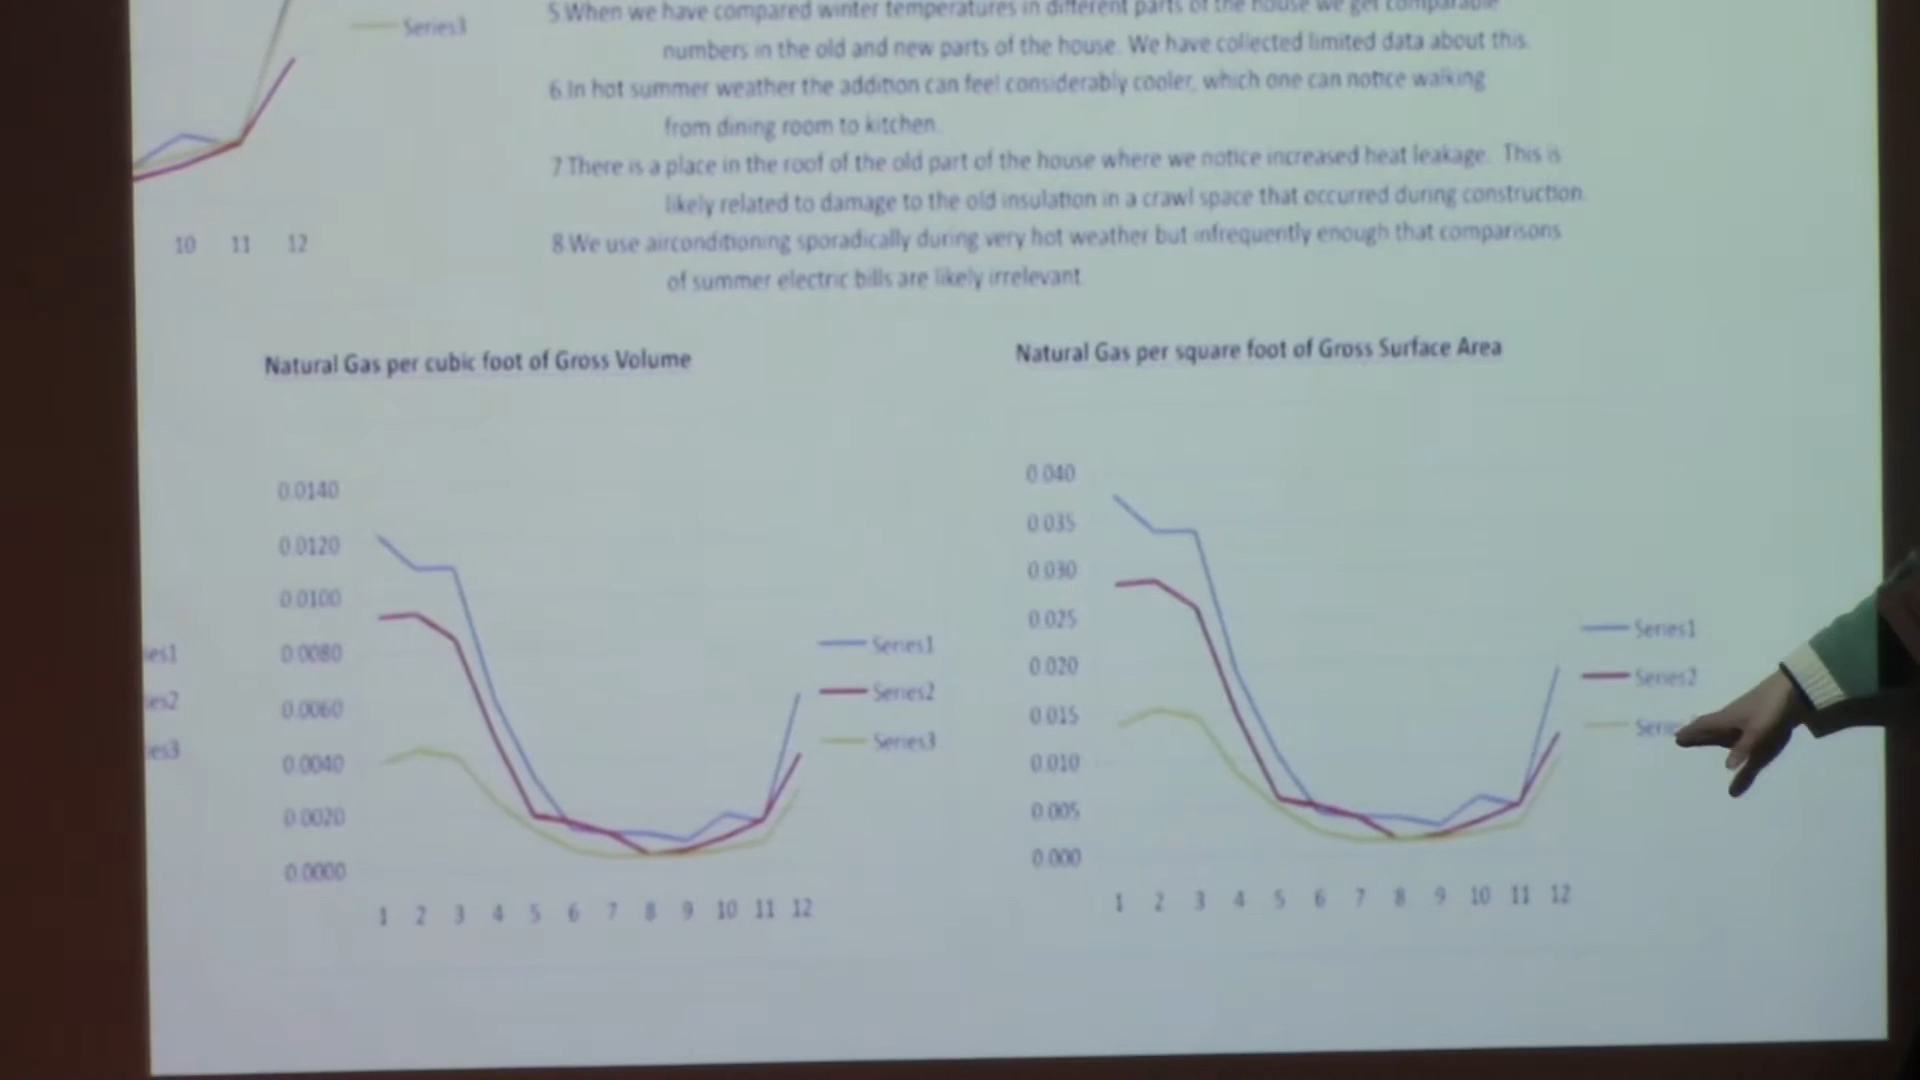 Series3
5 When we have compared winter temperatures in different parts of the house we get comparable
numbers in the old and new parts of the house. We have collected limited data about this.
6 In hot summer weather the addition can feel considerably cooler, which one can notice walking
from dining room to kitchen.
7 There is a place in the roof of the old part of the house where we notice increased heat leakage. This is
likely related to damage to the old insulation in a crawl space that occurred during construction.
8 We use airconditioning sporadically during very hot weather but infrequently enough that comparisons
of summer electric bills are likely irrelevant
10 11 12
ies1
ies2
ies3
Natural Gas per cubic foot of Gross Volume
0.0140
0.0120
0.0100
0.0080
0.0060
0.0040
0.0020
0.0000
1 2 3 4 5 6 7 8 9 10 11 12
Series1
Series2
Series3
Natural Gas per square foot of Gross Surface Area
0.040
0.035
0.030
0.025
0.020
0.015
0.010
0.005
0.000
1 2 3 4 5 6 7 8 9 10 11 12
Series1
Series2
Serie